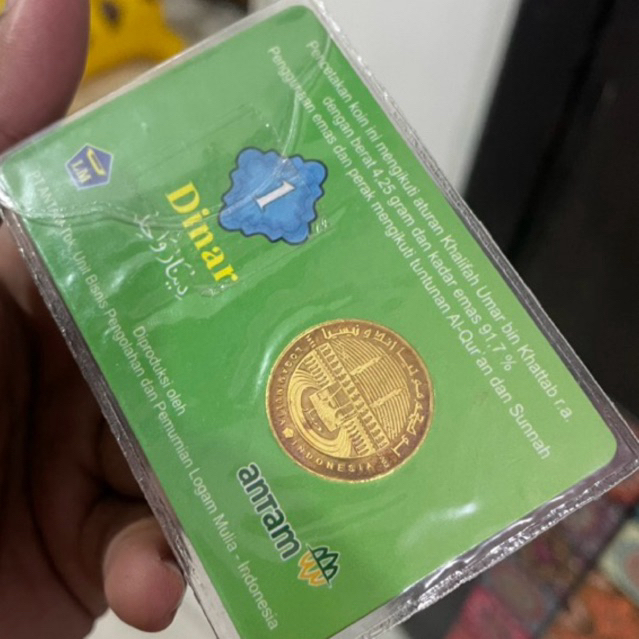 Pencetakan koin ini mengikuti aturan Khalifah Umar bin Khattab r.a.
dengan berat 4,25 gram dan kadar emas 91,7 %
Penggunaan emas dan perak mengikuti tuntunan Al-Qur'an dan Sunnah
LM
1
Dinar
INDONESIA
antam
Diproduksi oleh
PT ANTAM Tbk, Unit Bisnis Pengolahan dan Pemurnian Logam Mulia - Indonesia